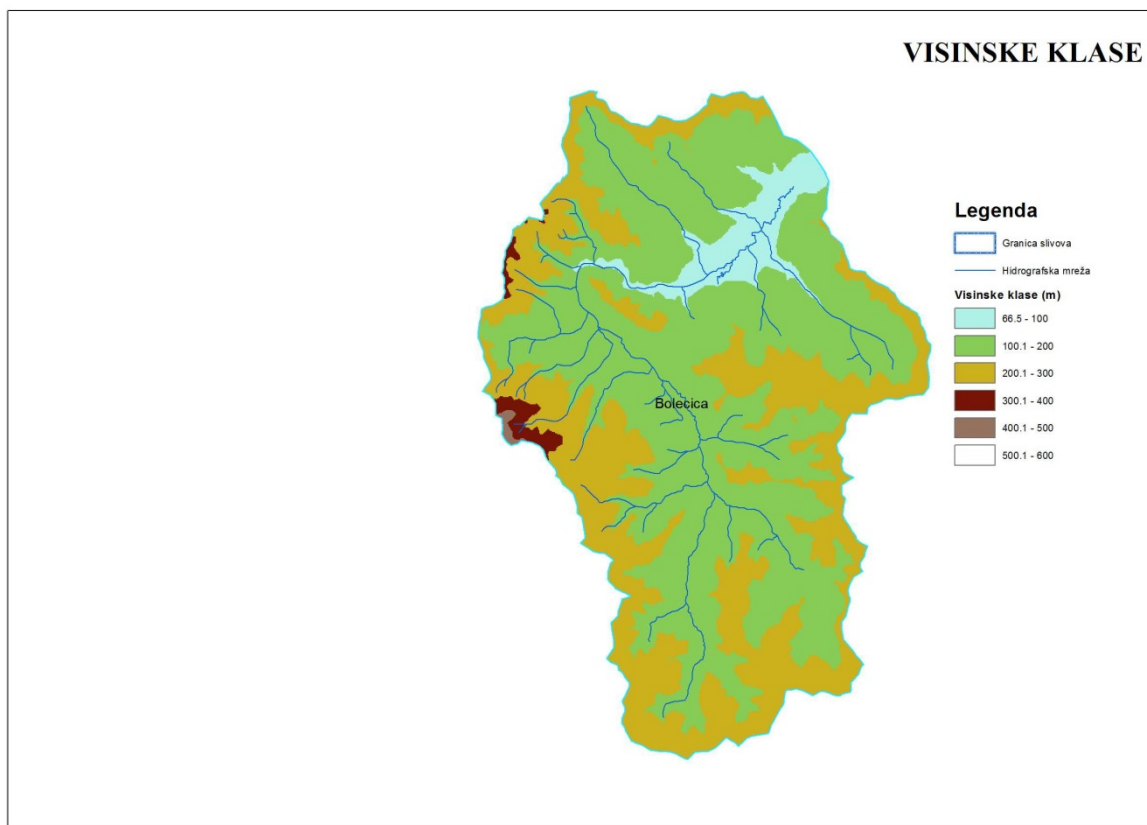 VISINSKE KLASE
Legenda
Granica slivova
Hidrografska mreža
Visinske klase (m)
66.5 - 100
100.1 - 200
200.1 - 300
300.1 - 400
400.1 - 500
500.1 - 600
Bolecica